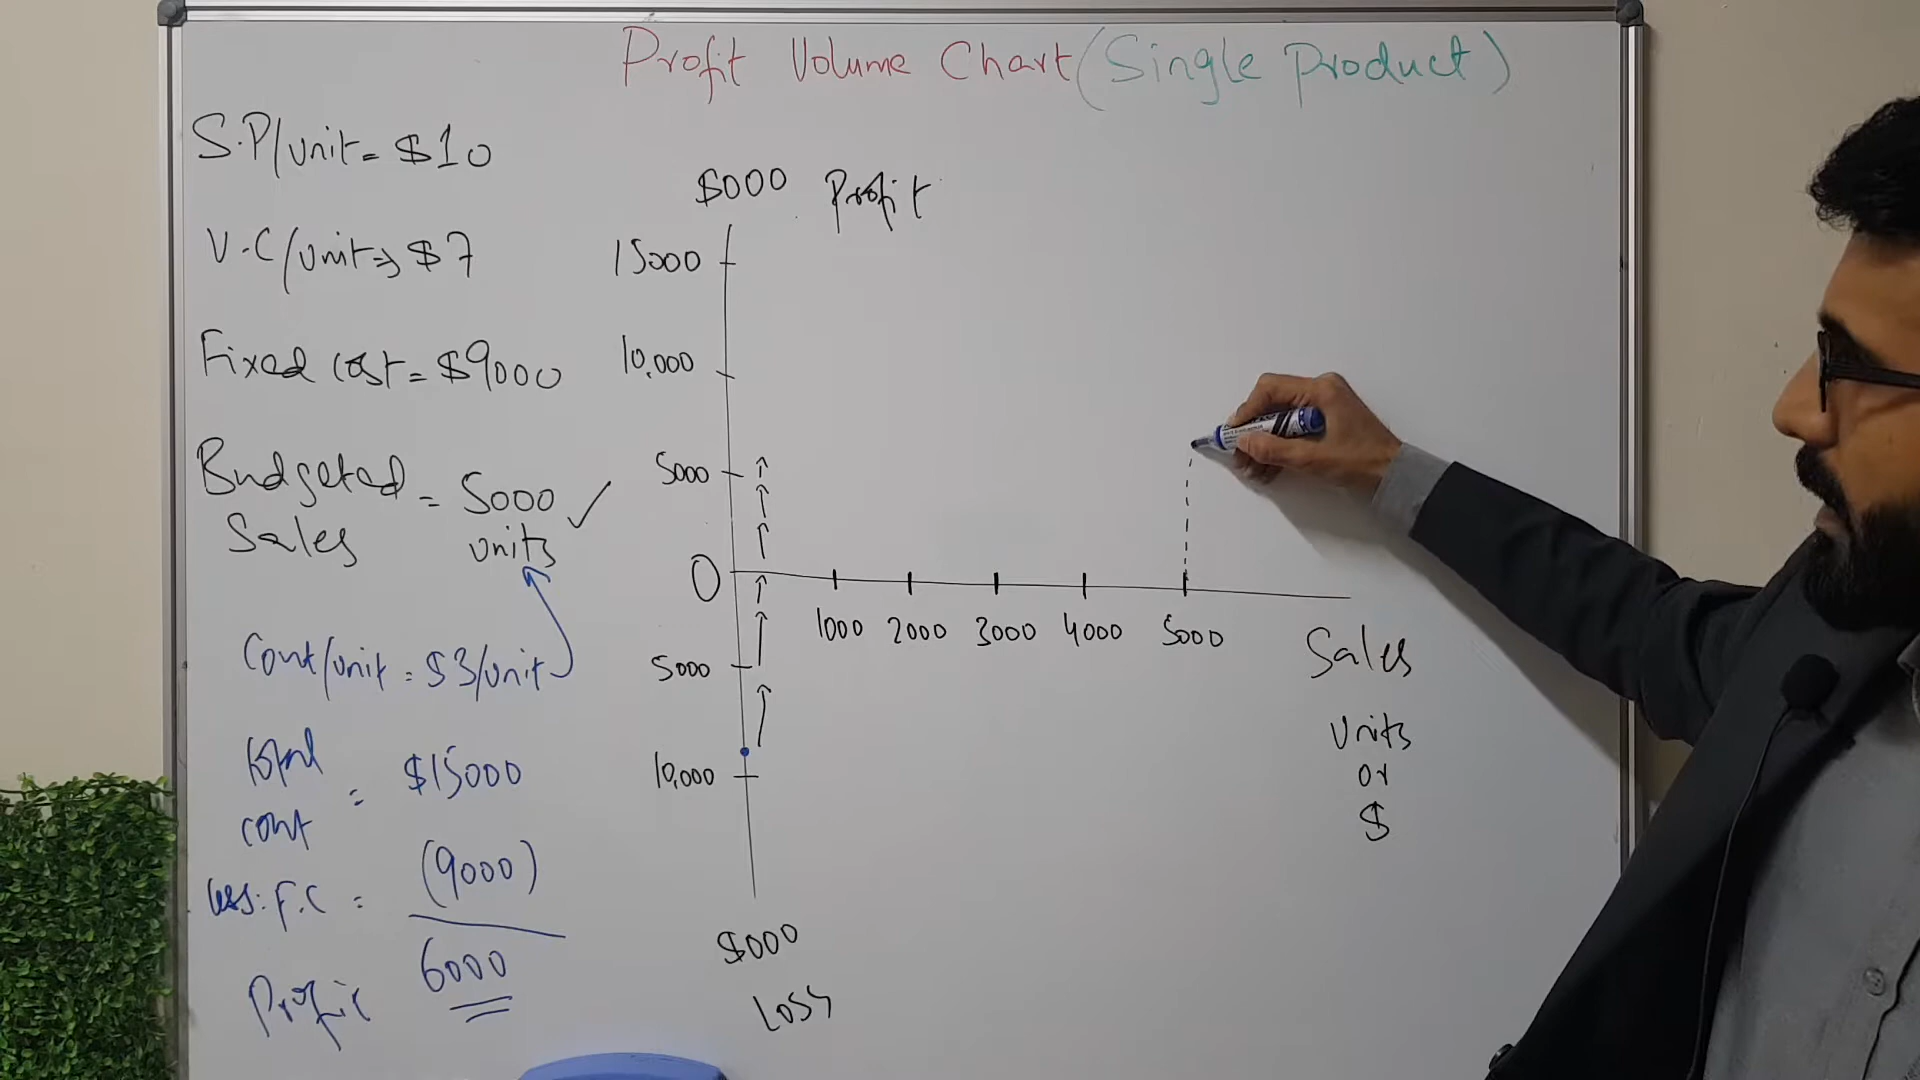 Profit Volume Chart (Single Product)
S.P/unit = $10
V.C/unit => $7
Fixed cost = $9000
Budgeted Sales = 5000 units ✓
Cont/unit = $3/unit
total cont = $15000
less: F.C = (9000)
Profit 6000
$000 Profit
15000
10,000
5000
0
1000 2000 3000 4000 5000
5000
10,000
$000
Loss
Sales
Units
or
$